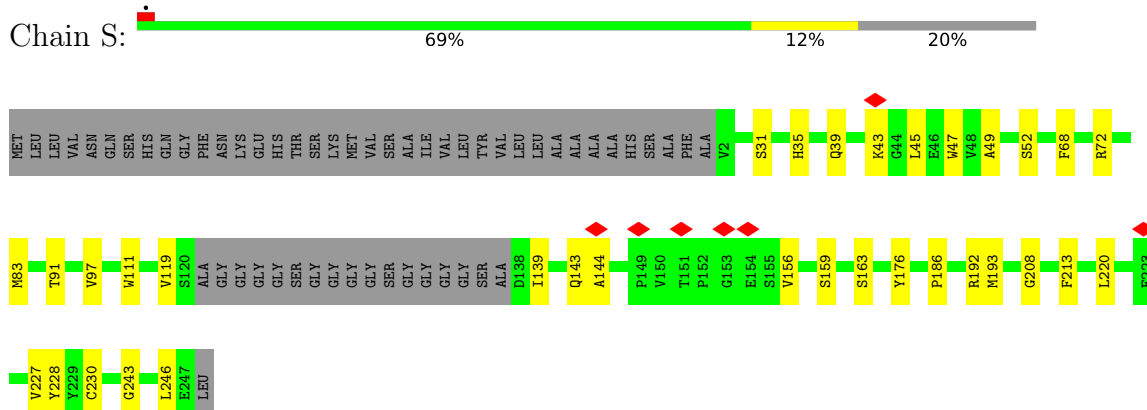 Chain S:
69% 12% 20%
MET LEU LEU VAL ASN GLN SER HIS GLN GLY PHE ASN LYS GLU HIS THR SER LYS MET VAL SER ALA ILE VAL LEU TYR VAL LEU LEU ALA ALA ALA ALA HIS SER ALA PHE ALA V2 S31 H35 Q39 K43 G44 L45 E46 W47 V48 A49 S52 F68 R72
M83 T91 V97 W111 V119 S120 ALA GLY GLY GLY GLY SER GLY GLY GLY GLY SER GLY GLY GLY GLY SER ALA D138 I139 Q143 A144 P149 V150 T151 P152 G153 E154 S155 V156 S159 S163 Y176 P186 R192 M193 G208 F213 L220
V227 Y228 Y229 C230 G243 L246 E247 LEU